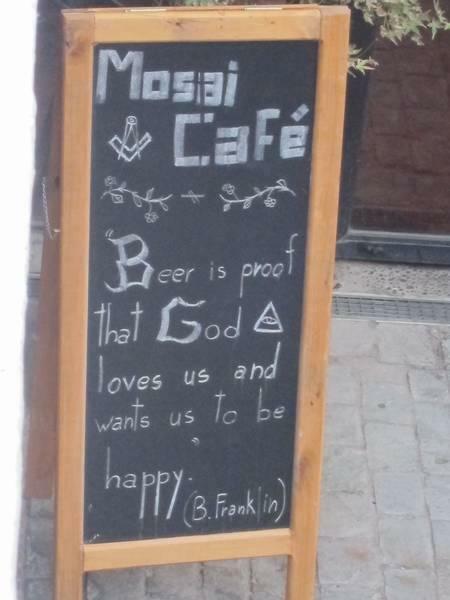 Mosai
Café
"Beer is proof
that God
loves us and
wants us to be
happy.
(B. Franklin)